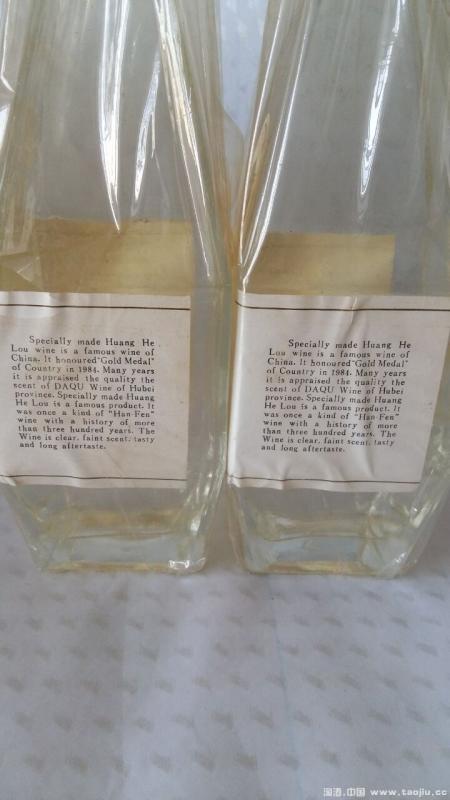 Specially made Huang He
Lou wine is a famous wine of
China. It honoured "Gold Medal"
of Country in 1984. Many years
it is appraised the quality the
scent of DAQU Wine of Hubei
province. Specially made Huang
He Lou is a famous product. It
was once a kind of "Han-Fen"
wine with a history of more
than three hundred years. The
Wine is clear, faint scent, tasty
and long aftertaste.
Specially made Huang He
Lou wine is a famous wine of
China. It honoured "Gold Medal"
of Country in 1984. Many years
it is appraised the quality the
scent of DAQU Wine of Hubei
province. Specially made Huang
He Lou is a famous product. It
was once a kind of "Han-Fen"
wine with a history of more
than three hundred years. The
Wine is clear, faint scent, tasty
and long aftertaste.
淘酒.中国 www.taojiu.cc